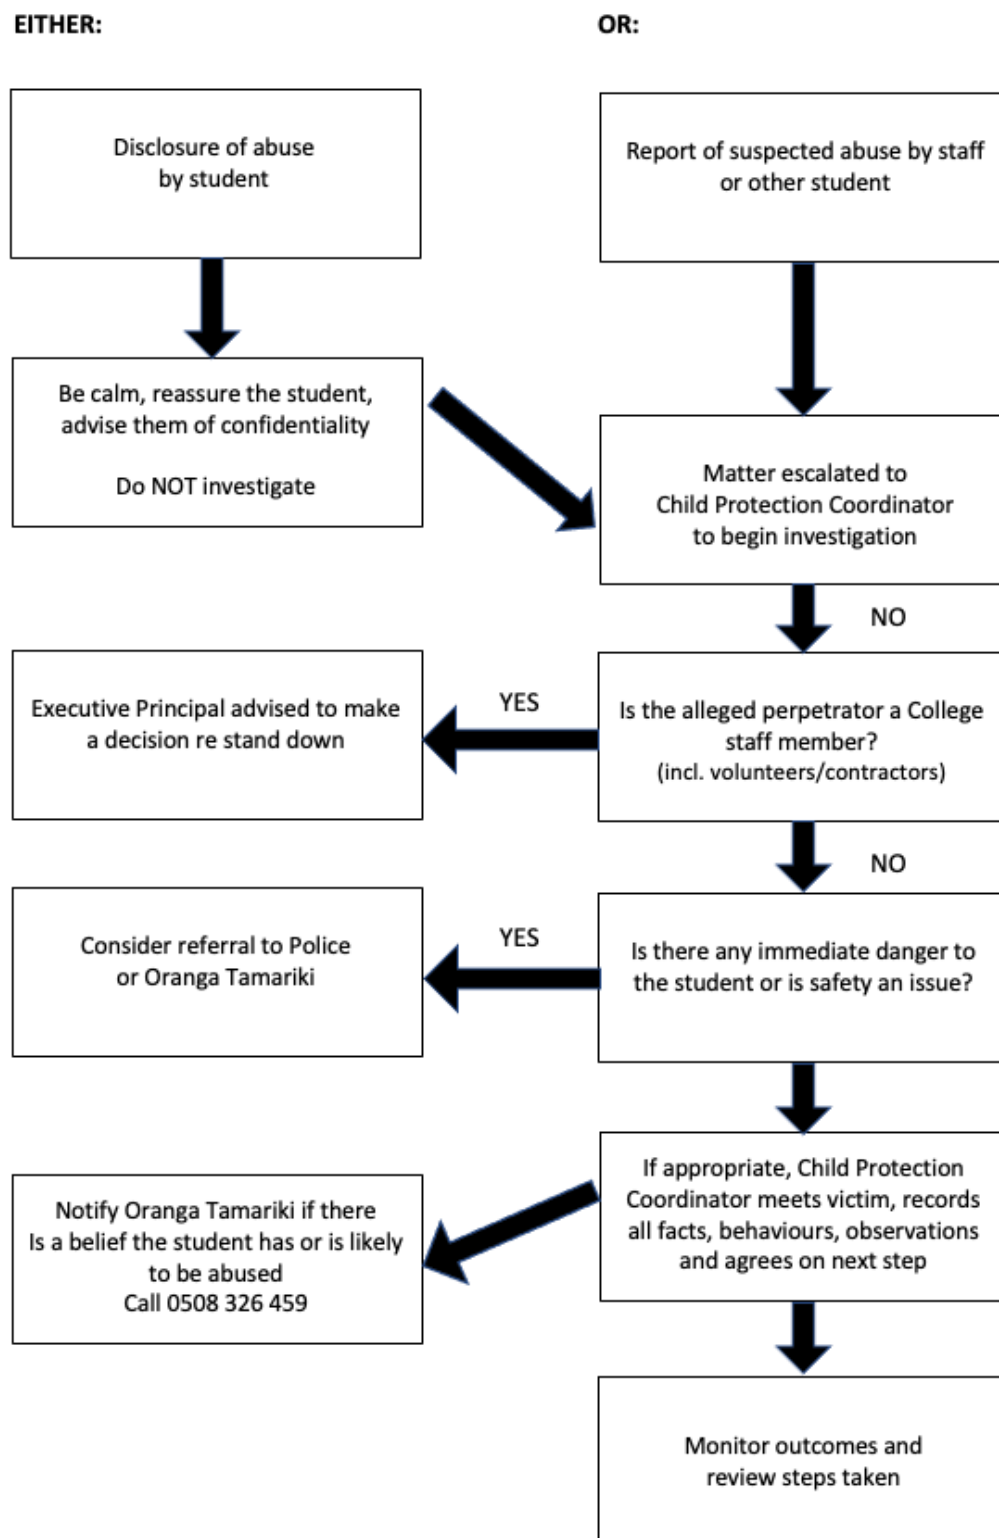 EITHER:
OR:
Disclosure of abuse
by student
Report of suspected abuse by staff
or other student
Be calm, reassure the student,
advise them of confidentiality
Do NOT investigate
Matter escalated to
Child Protection Coordinator
to begin investigation
NO
Executive Principal advised to make
a decision re stand down
YES
Is the alleged perpetrator a College
staff member?
(incl. volunteers/contractors)
NO
Consider referral to Police
or Oranga Tamariki
YES
Is there any immediate danger to
the student or is safety an issue?
If appropriate, Child Protection
Coordinator meets victim, records
all facts, behaviours, observations
and agrees on next step
Notify Oranga Tamariki if there
Is a belief the student has or is likely
to be abused
Call 0508 326 459
Monitor outcomes and
review steps taken